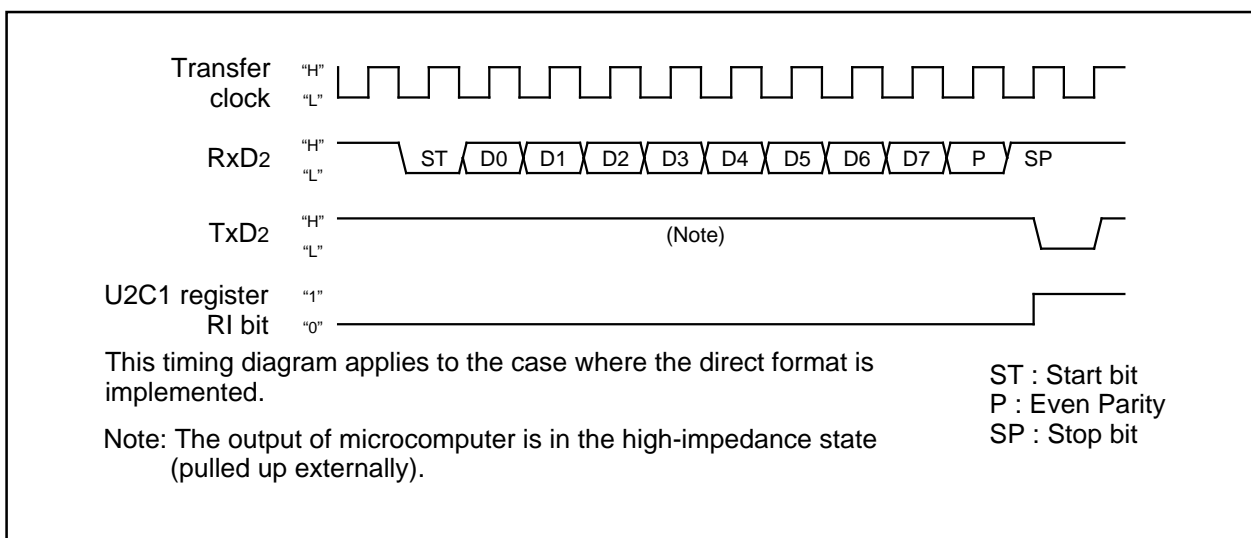 Transfer clock
“H”
“L”
RxD2
“H”
“L”
ST D0 D1 D2 D3 D4 D5 D6 D7 P SP
TxD2
“H”
“L”
(Note)
U2C1 register
RI bit
“1”
“0”
This timing diagram applies to the case where the direct format is
implemented.
Note: The output of microcomputer is in the high-impedance state
(pulled up externally).
ST : Start bit
P : Even Parity
SP : Stop bit